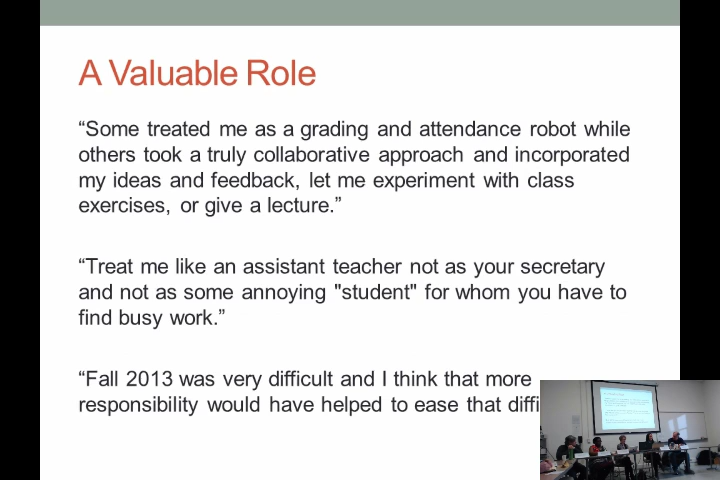 A Valuable Role
“Some treated me as a grading and attendance robot while
others took a truly collaborative approach and incorporated
my ideas and feedback, let me experiment with class
exercises, or give a lecture.”
“Treat me like an assistant teacher not as your secretary
and not as some annoying "student" for whom you have to
find busy work.”
“Fall 2013 was very difficult and I think that more
responsibility would have helped to ease that